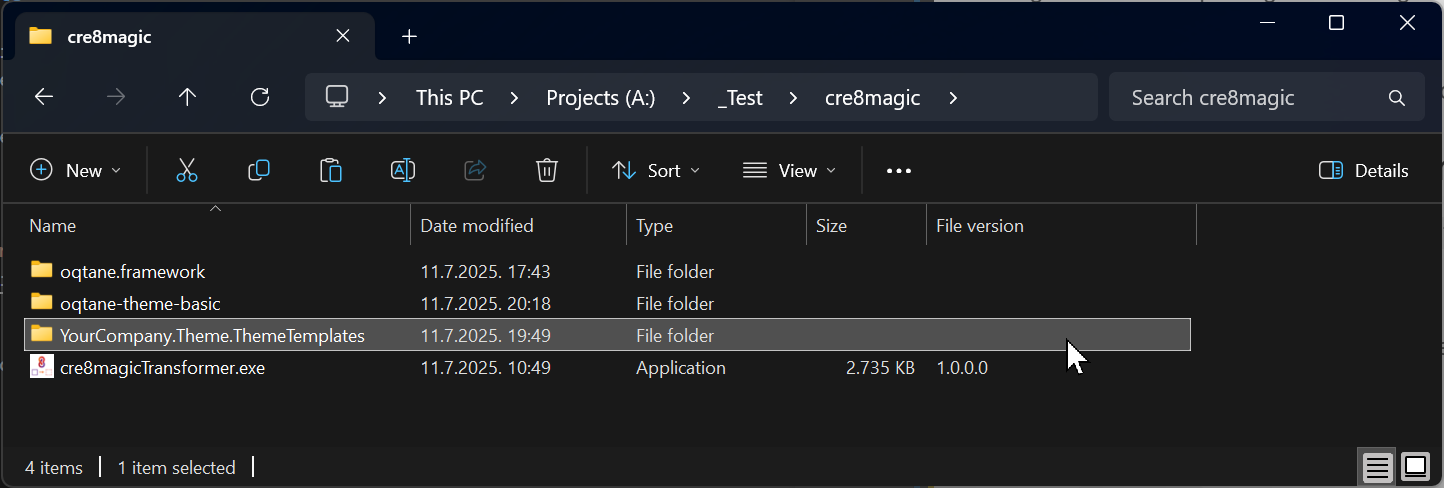 cre8magic
This PC Projects (A:) _Test cre8magic Search cre8magic
New Sort View Details
Name Date modified Type Size File version
oqtane.framework 11.7.2025. 17:43 File folder
oqtane-theme-basic 11.7.2025. 20:18 File folder
YourCompany.Theme.ThemeTemplates 11.7.2025. 19:49 File folder
cre8magicTransformer.exe 11.7.2025. 10:49 Application 2.735 KB 1.0.0.0
4 items 1 item selected